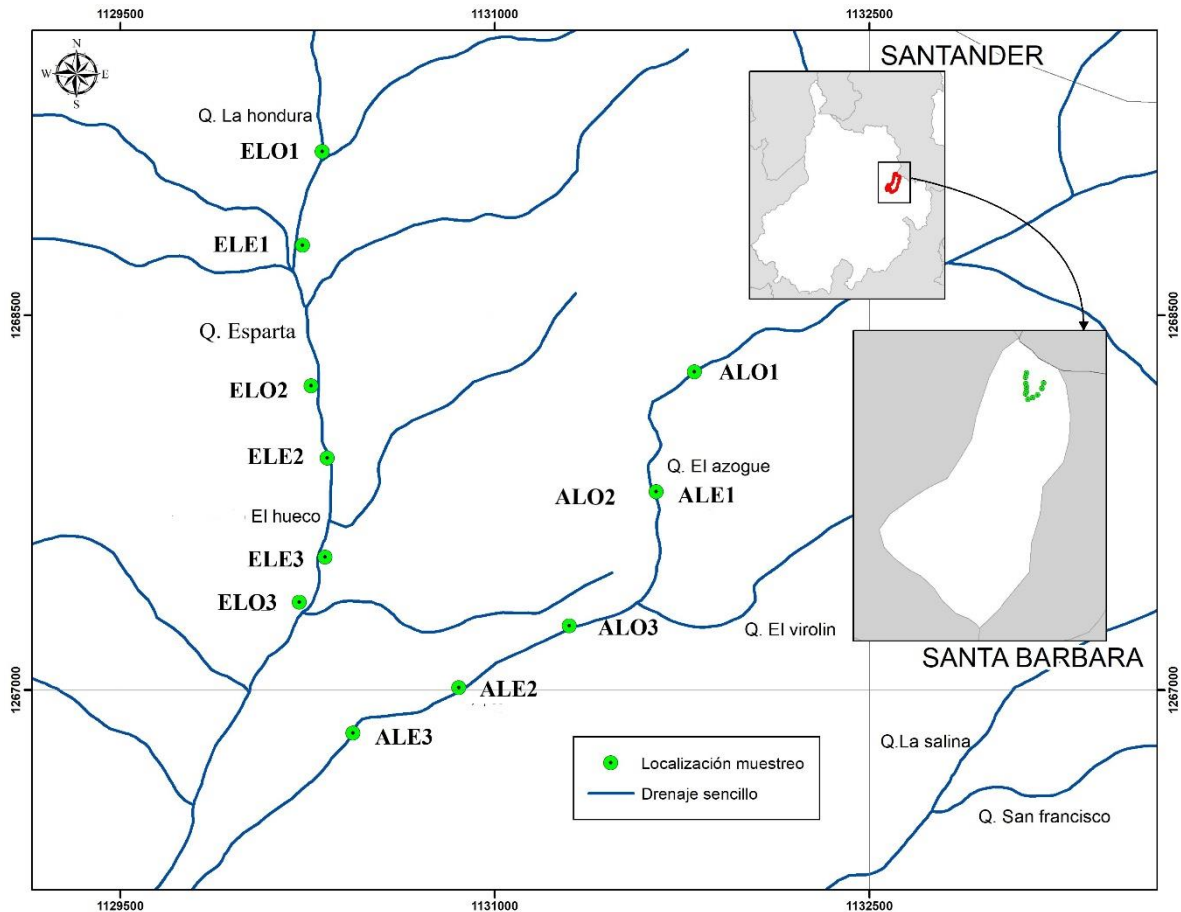 1129500
1131000
1132500
N
W
E
S
SANTANDER
Q. La hondura
ELO1
ELE1
1268500
1268500
Q. Esparta
ALO1
ELO2
ELE2
Q. El azogue
ALO2
ALE1
El hueco
ELE3
ELO3
ALO3
Q. El virolin
SANTA BARBARA
1267000
1267000
ALE2
ALE3
Q.La salina
Localización muestreo
Drenaje sencillo
Q. San francisco
1129500
1131000
1132500